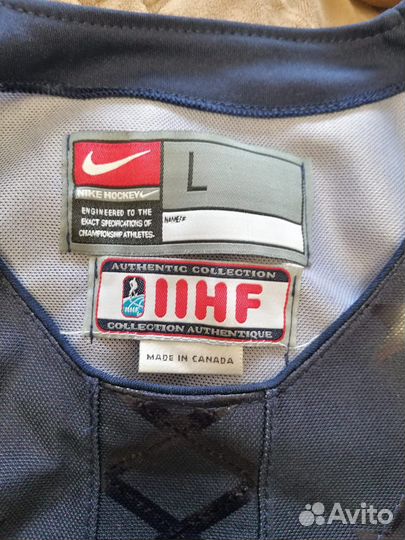 L
NIKE HOCKEY
ENGINEERED TO THE
EXACT SPECIFICATIONS OF
CHAMPIONSHIP ATHLETES.
NAME/#
AUTHENTIC COLLECTION
IIHF
COLLECTION AUTHENTIQUE
MADE IN CANADA
Avito